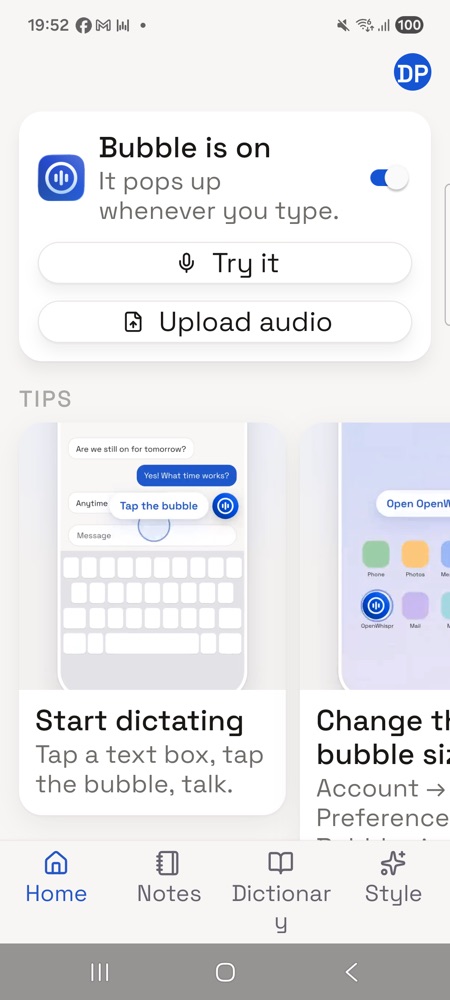 19:52
100
DP
Bubble is on
It pops up
whenever you type.
Try it
Upload audio
TIPS
Are we still on for tomorrow?
Yes! What time works?
Anytime
Tap the bubble
Message
Start dictating
Tap a text box, tap
the bubble, talk.
Open OpenW
Phone
Photos
Me
OpenWhispr
Mail
Change th
bubble siz
Account →
Preference
Home
Notes
Dictionar
y
Style